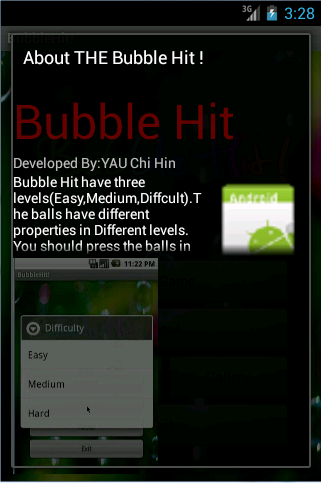 3G 3:28
BubbleHit!
About THE Bubble Hit !
Bubble Hit
Developed By:YAU Chi Hin
Bubble Hit have three
levels(Easy,Medium,Diffcult).T
he balls have different
properties in Different levels.
You should press the balls in
Android
11:22 PM
BubbleHit!
Difficulty
Easy
Medium
Hard
Exit